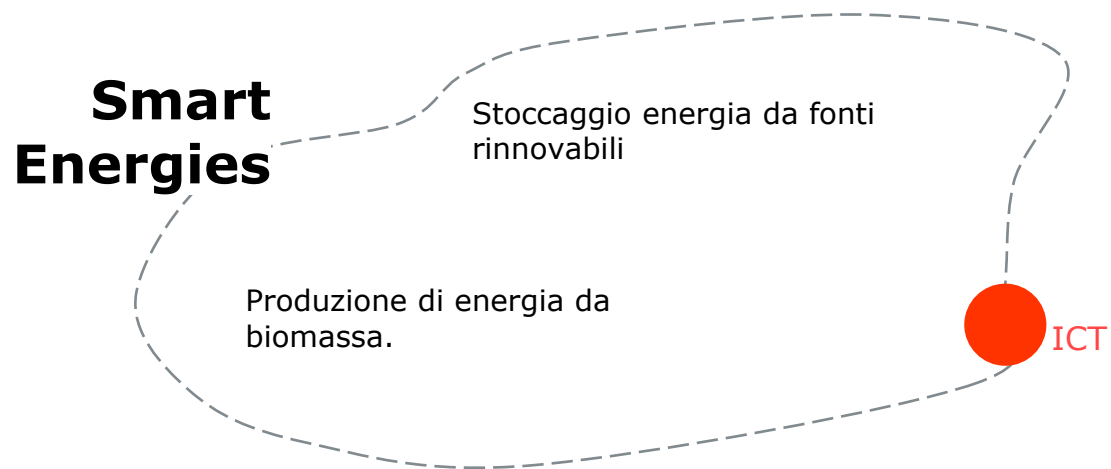 Smart
Energies
Stoccaggio energia da fonti
rinnovabili
Produzione di energia da
biomassa.
ICT